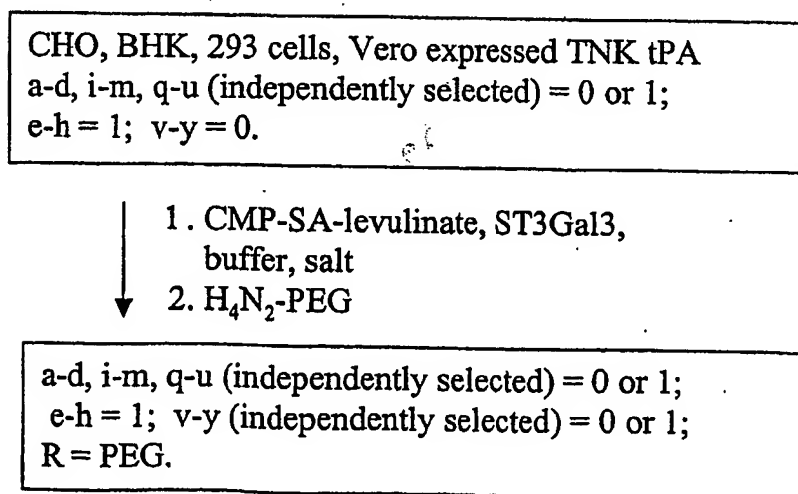 CHO, BHK, 293 cells, Vero expressed TNK tPA
a-d, i-m, q-u (independently selected) = 0 or 1;
e-h = 1; v-y = 0.
1. CMP-SA-levulinate, ST3Gal3,
buffer, salt
2. H₄N₂-PEG
a-d, i-m, q-u (independently selected) = 0 or 1;
e-h = 1; v-y (independently selected) = 0 or 1;
R = PEG.